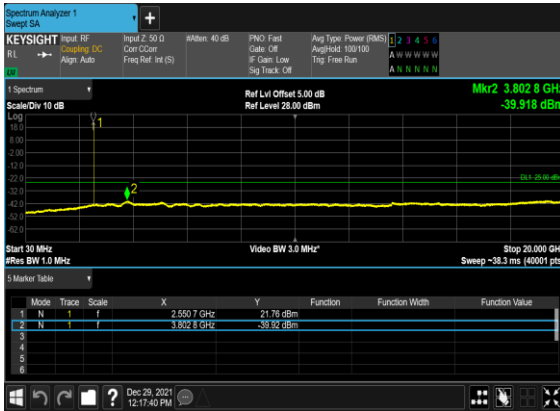 Spectrum Analyzer 1
Swept SA
+
KEYSIGHT
RL
Input: RF
Coupling: DC
Align: Auto
Input Z: 50 Ω
Corr CCorr
Freq Ref: Int (S)
#Atten: 40 dB
PNO: Fast
Gate: Off
IF Gain: Low
Sig Track: Off
Avg Type: Power (RMS)
Avg|Hold: 100/100
Trig: Free Run
1 2 3 4 5 6
A W W W W W
A N N N N N
1 Spectrum
Scale/Div 10 dB
Ref Lvl Offset 5.00 dB
Ref Level 28.00 dBm
Mkr2 3.802 8 GHz
-39.918 dBm
Log
18.0
8.00
-2.00
-12.0
-22.0
-32.0
-42.0
-52.0
-62.0
1
2
DL1 -25.00 dBm
Start 30 MHz
#Res BW 1.0 MHz
Video BW 3.0 MHz*
Stop 20.000 GHz
Sweep ~38.3 ms (40001 pts)
5 Marker Table
Mode Trace Scale X Y Function Function Width Function Value
1 N 1 f 2.550 7 GHz 21.76 dBm
2 N 1 f 3.802 8 GHz -39.92 dBm
3
4
5
6
?
Dec 29, 2021
12:17:40 PM